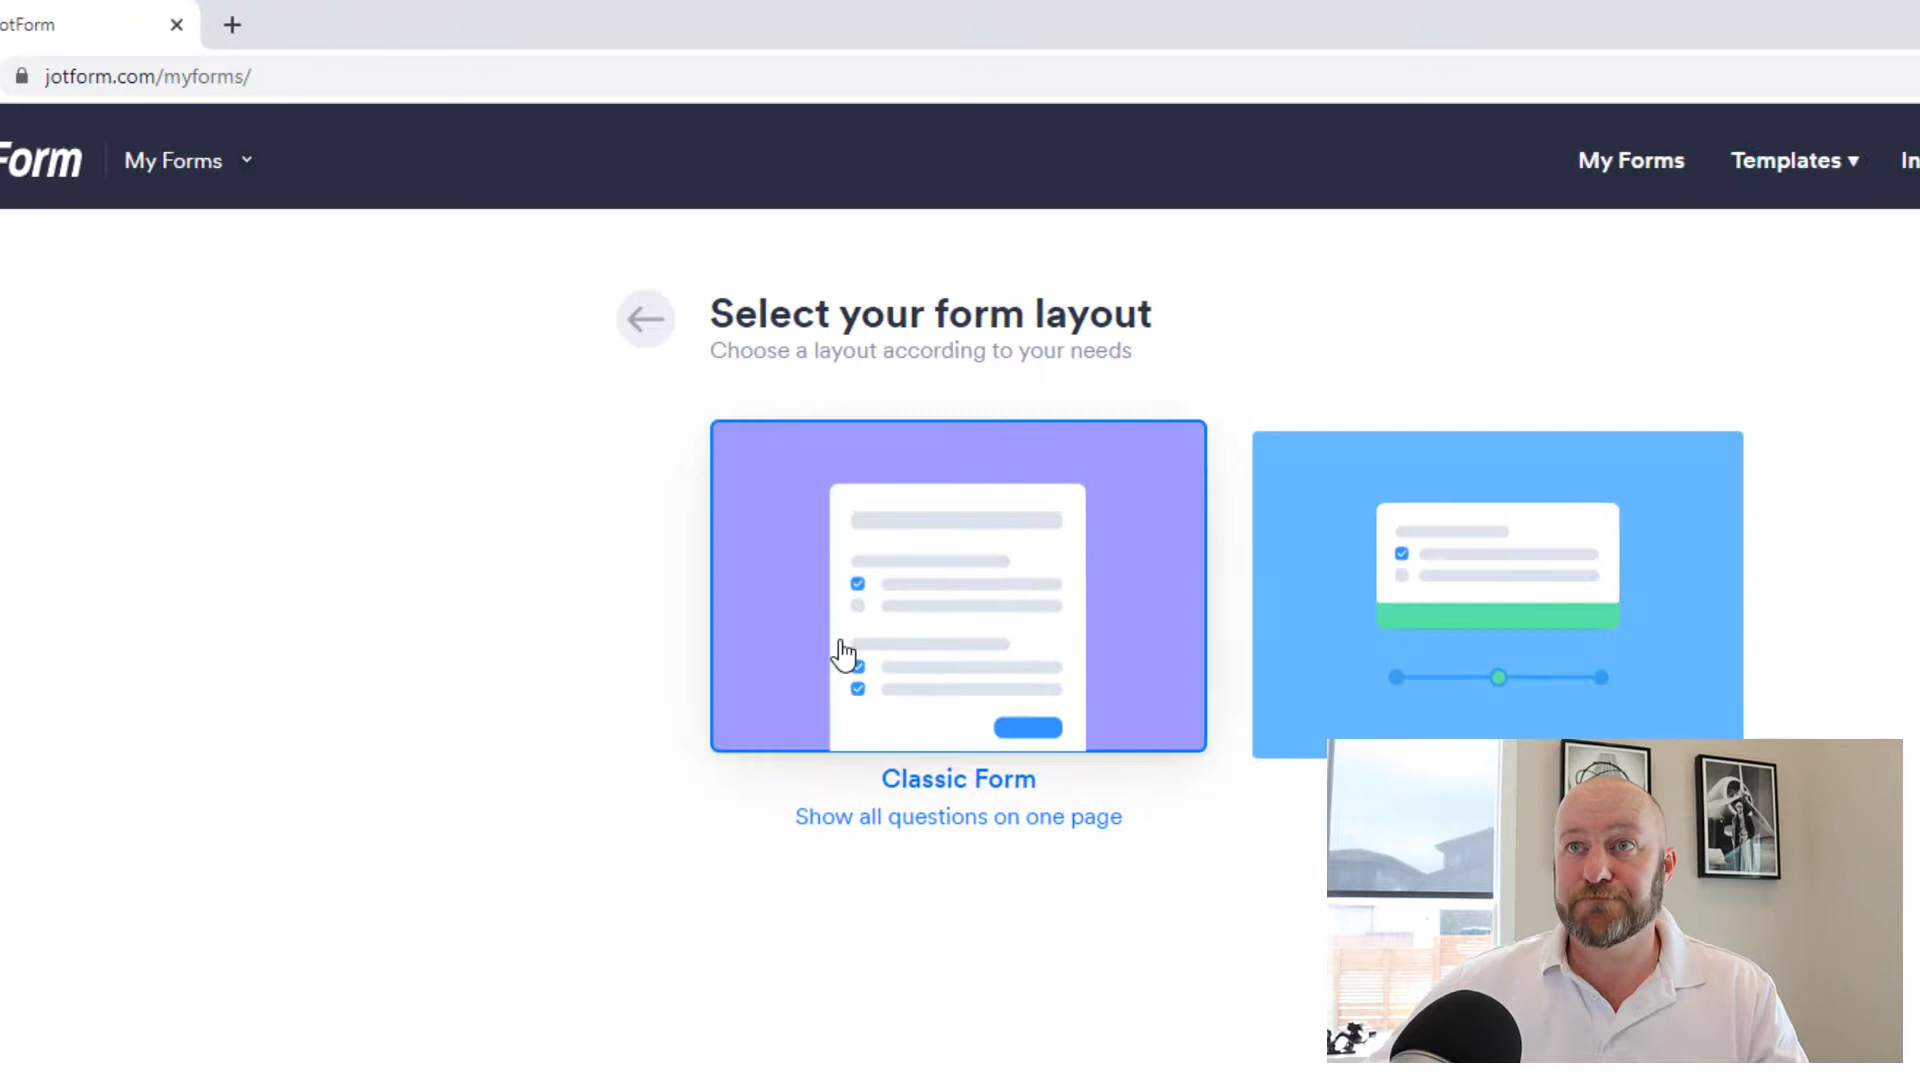 otForm
jotform.com/myforms/
Form
My Forms
My Forms
Templates
In
Select your form layout
Choose a layout according to your needs
Classic Form
Show all questions on one page